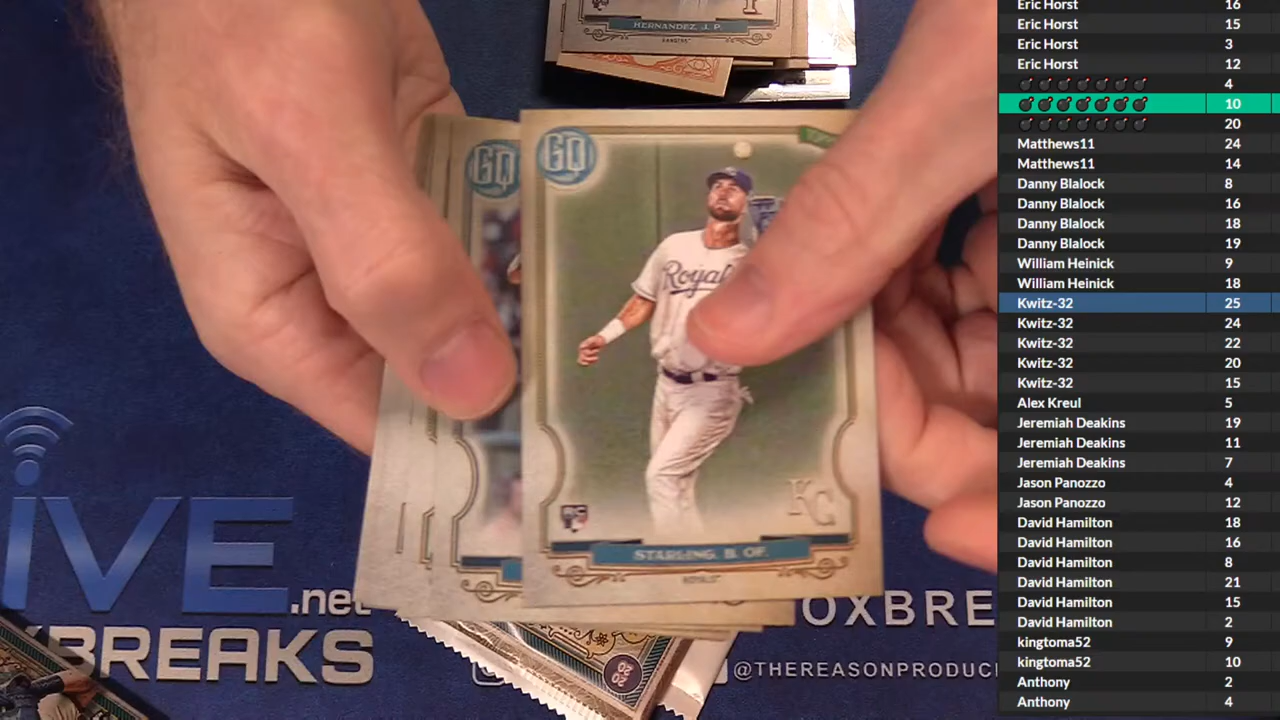 HERNANDEZ, J. P.
RANGERS
GQ
GQ
Royal
KC
STARLING, B. OF.
ROYALS
iVE.net
BREAKS
OXBRE
@THEREASONPRODUC
2020
Eric Horst 16
Eric Horst 15
Eric Horst 3
Eric Horst 12
💣💣💣💣💣💣💣 4
💣💣💣💣💣💣💣 10
💣💣💣💣💣💣💣 20
Matthews11 24
Matthews11 14
Danny Blalock 8
Danny Blalock 16
Danny Blalock 18
Danny Blalock 19
William Heinick 9
William Heinick 18
Kwitz-32 25
Kwitz-32 24
Kwitz-32 22
Kwitz-32 20
Kwitz-32 15
Alex Kreul 5
Jeremiah Deakins 19
Jeremiah Deakins 11
Jeremiah Deakins 7
Jason Panozzo 4
Jason Panozzo 12
David Hamilton 18
David Hamilton 16
David Hamilton 8
David Hamilton 21
David Hamilton 15
David Hamilton 2
kingtoma52 9
kingtoma52 10
Anthony 2
Anthony 4